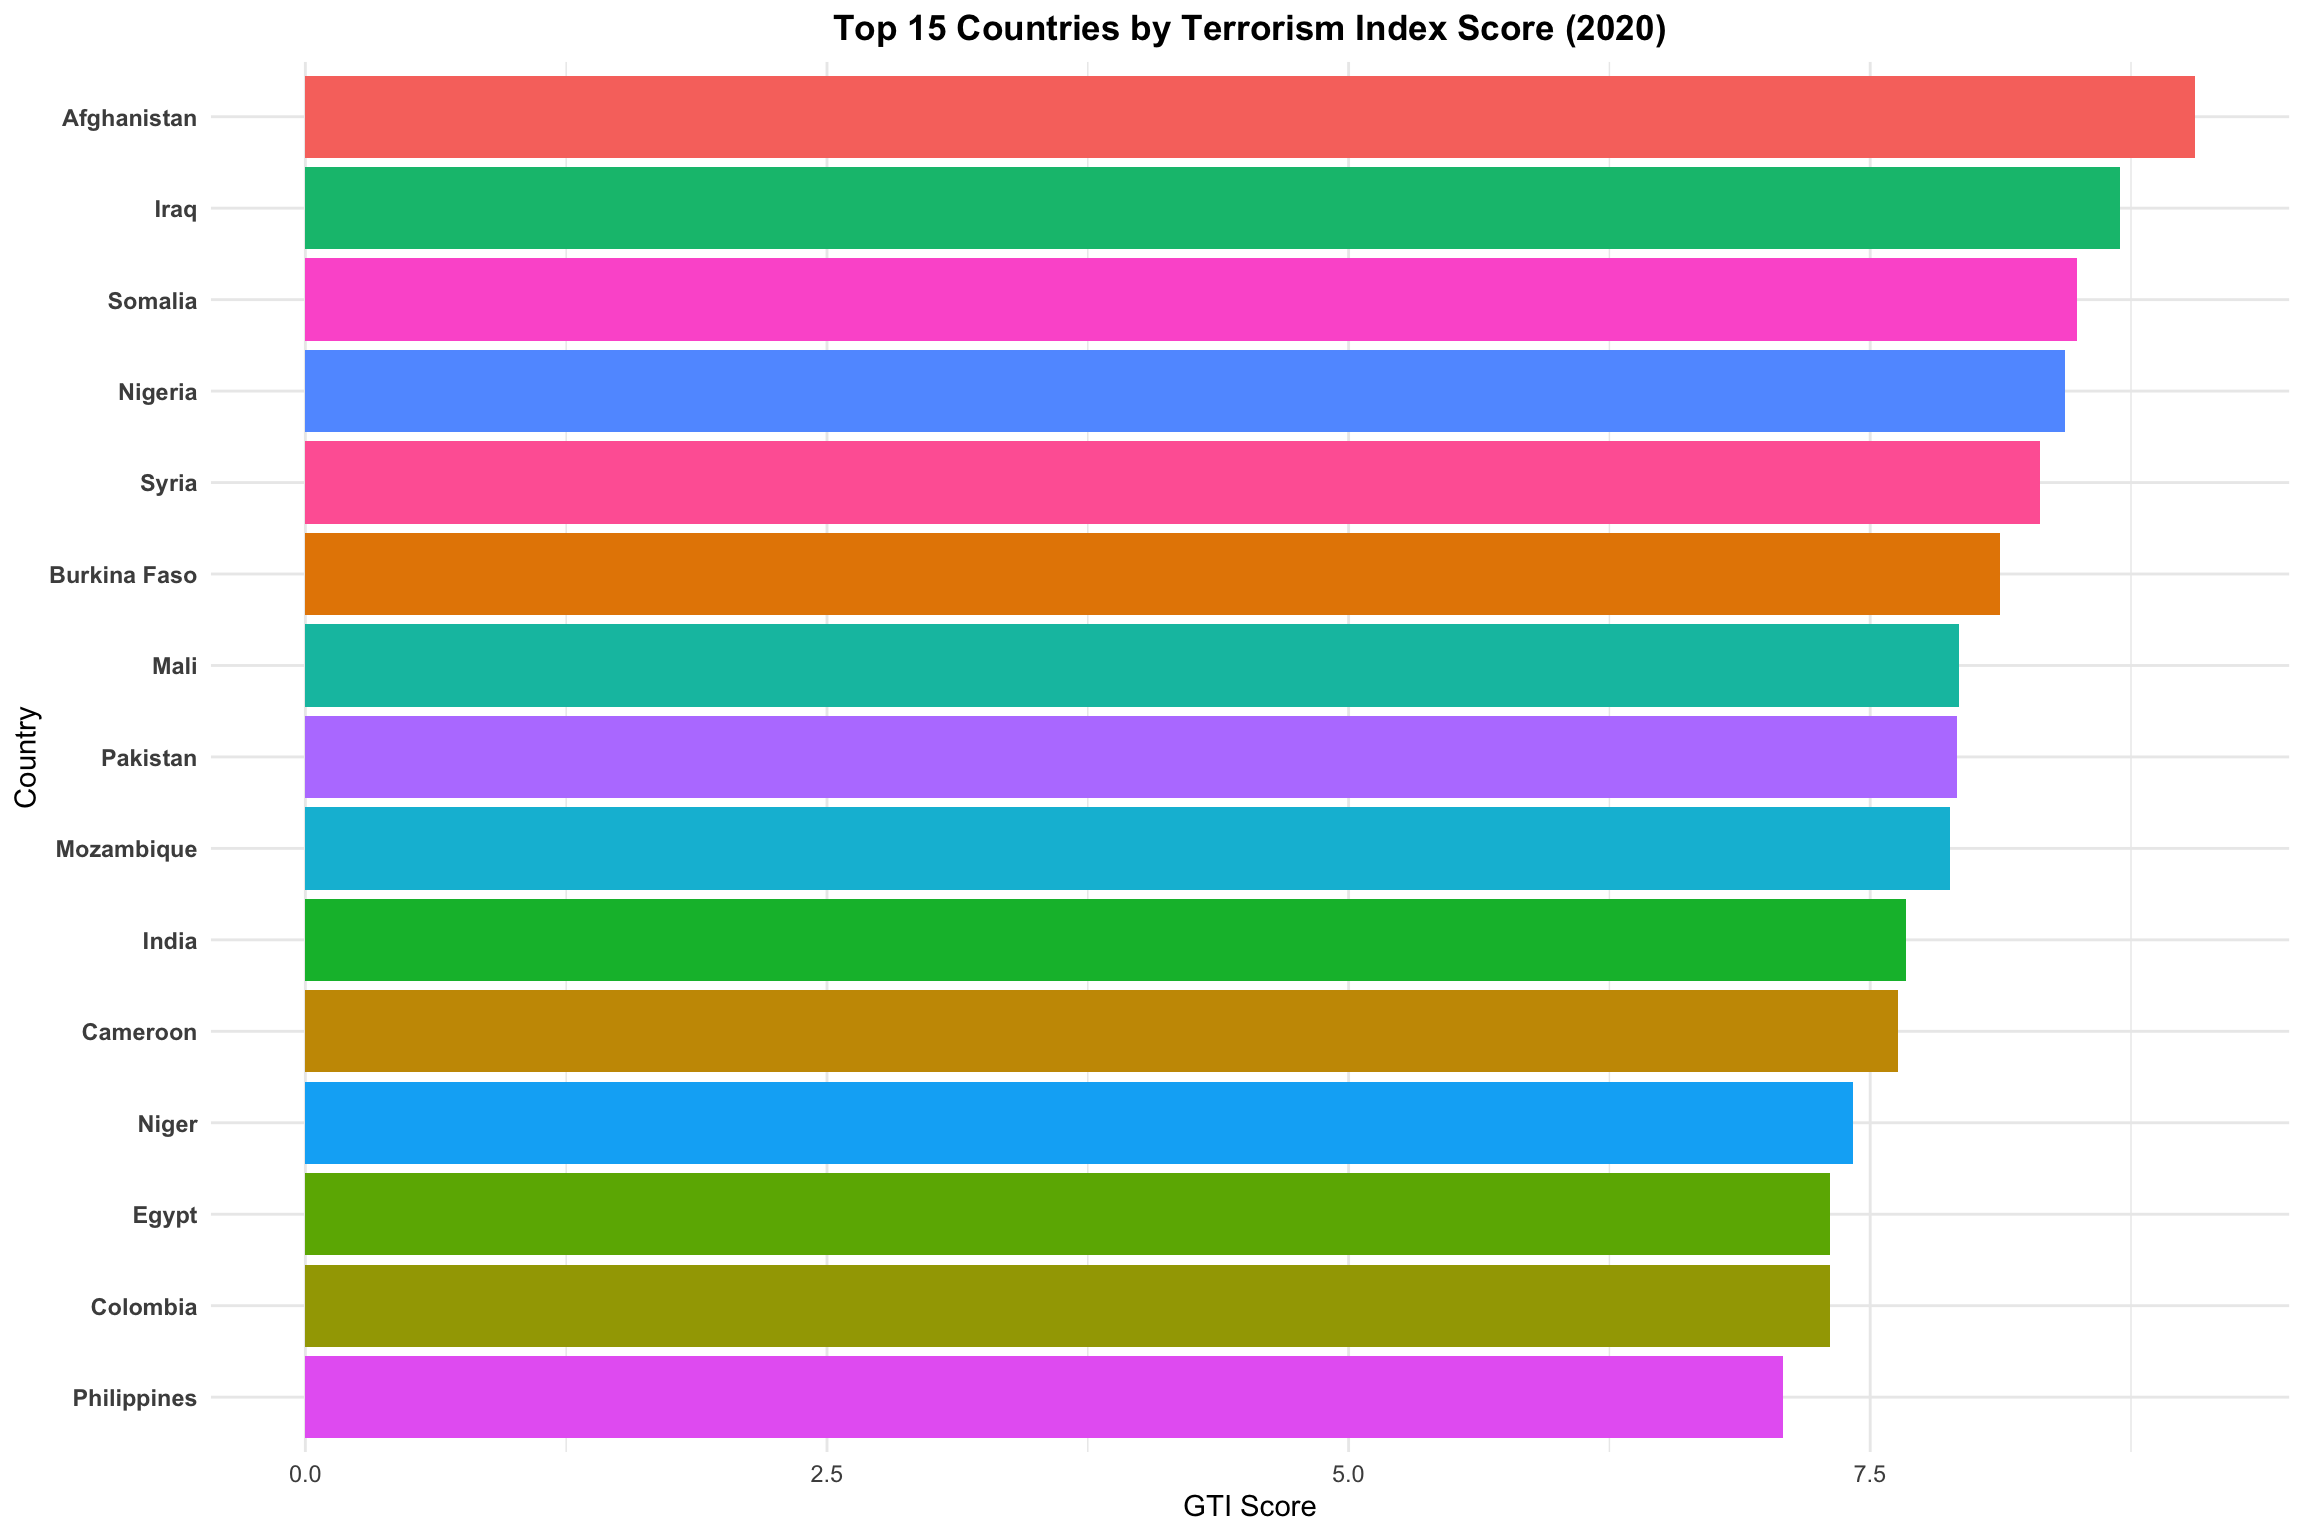 Top 15 Countries by Terrorism Index Score (2020)
Country
Afghanistan
Iraq
Somalia
Nigeria
Syria
Burkina Faso
Mali
Pakistan
Mozambique
India
Cameroon
Niger
Egypt
Colombia
Philippines
0.0 2.5 5.0 7.5
GTI Score